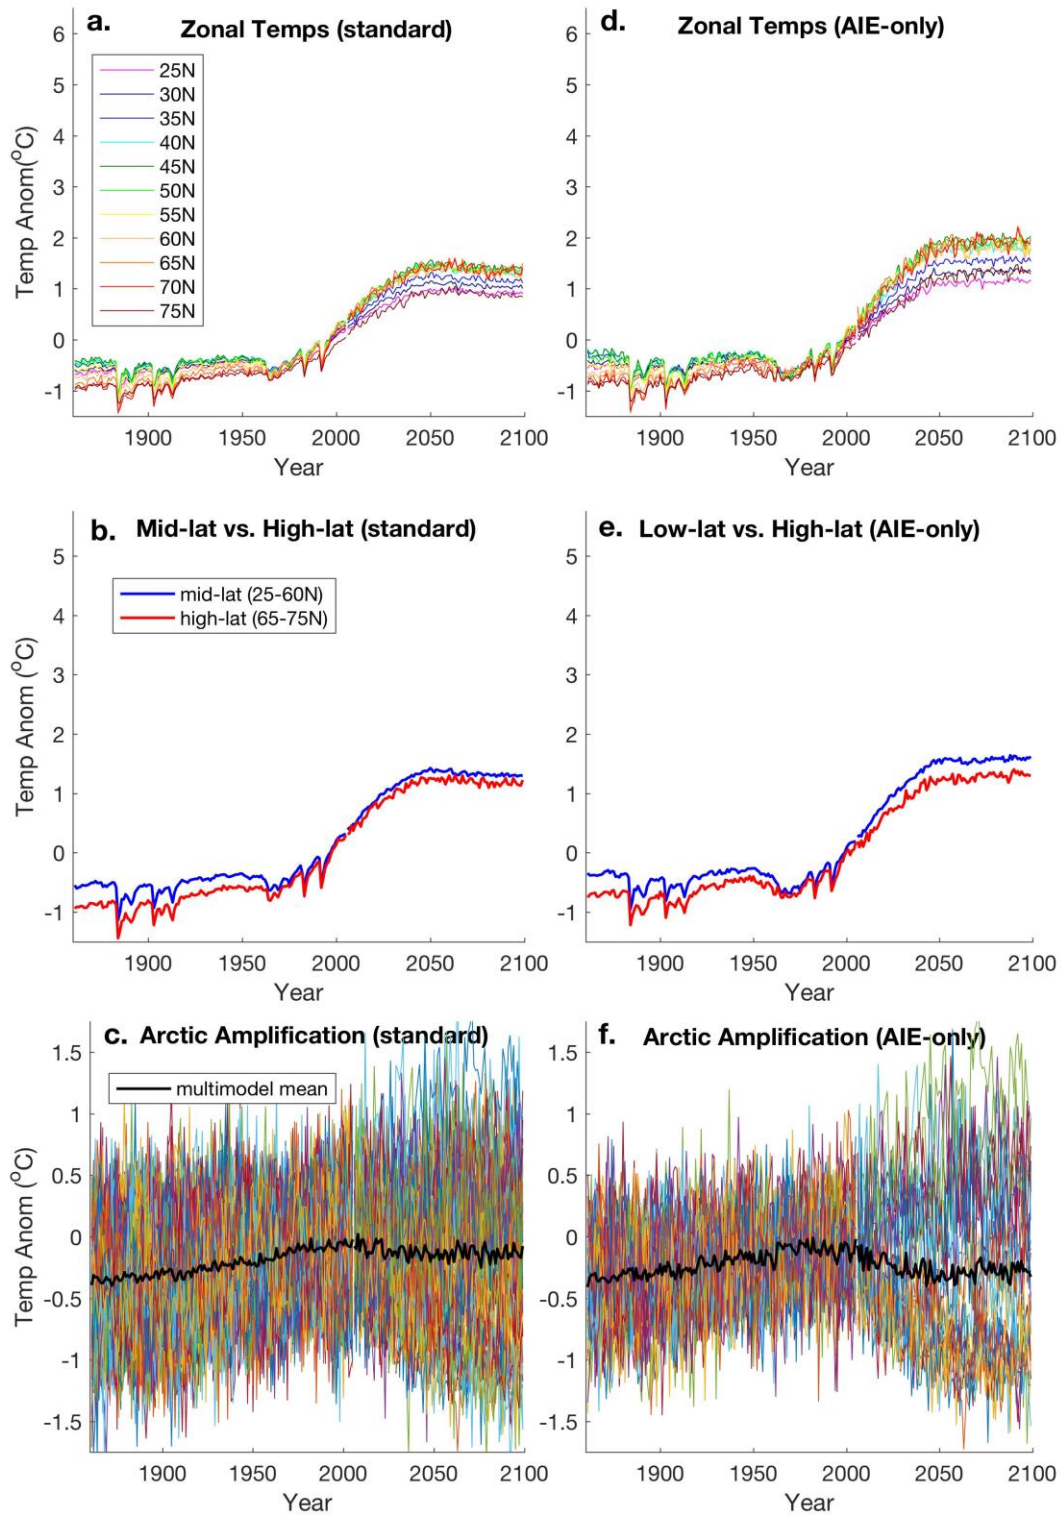 a. Zonal Temps (standard)
6
5
4
3
2
1
0
-1
Temp Anom(°C)
25N
30N
35N
40N
45N
50N
55N
60N
65N
70N
75N
1900 1950 2000 2050 2100
Year
d. Zonal Temps (AIE-only)
6
5
4
3
2
1
0
-1
1900 1950 2000 2050 2100
Year
b. Mid-lat vs. High-lat (standard)
5
4
3
2
1
0
-1
Temp Anom (°C)
mid-lat (25-60N)
high-lat (65-75N)
1900 1950 2000 2050 2100
Year
e. Low-lat vs. High-lat (AIE-only)
5
4
3
2
1
0
-1
1900 1950 2000 2050 2100
Year
c. Arctic Amplification (standard)
1.5
1
0.5
0
-0.5
-1
-1.5
Temp Anom (°C)
multimodel mean
1900 1950 2000 2050 2100
Year
f. Arctic Amplification (AIE-only)
1.5
1
0.5
0
-0.5
-1
-1.5
1900 1950 2000 2050 2100
Year